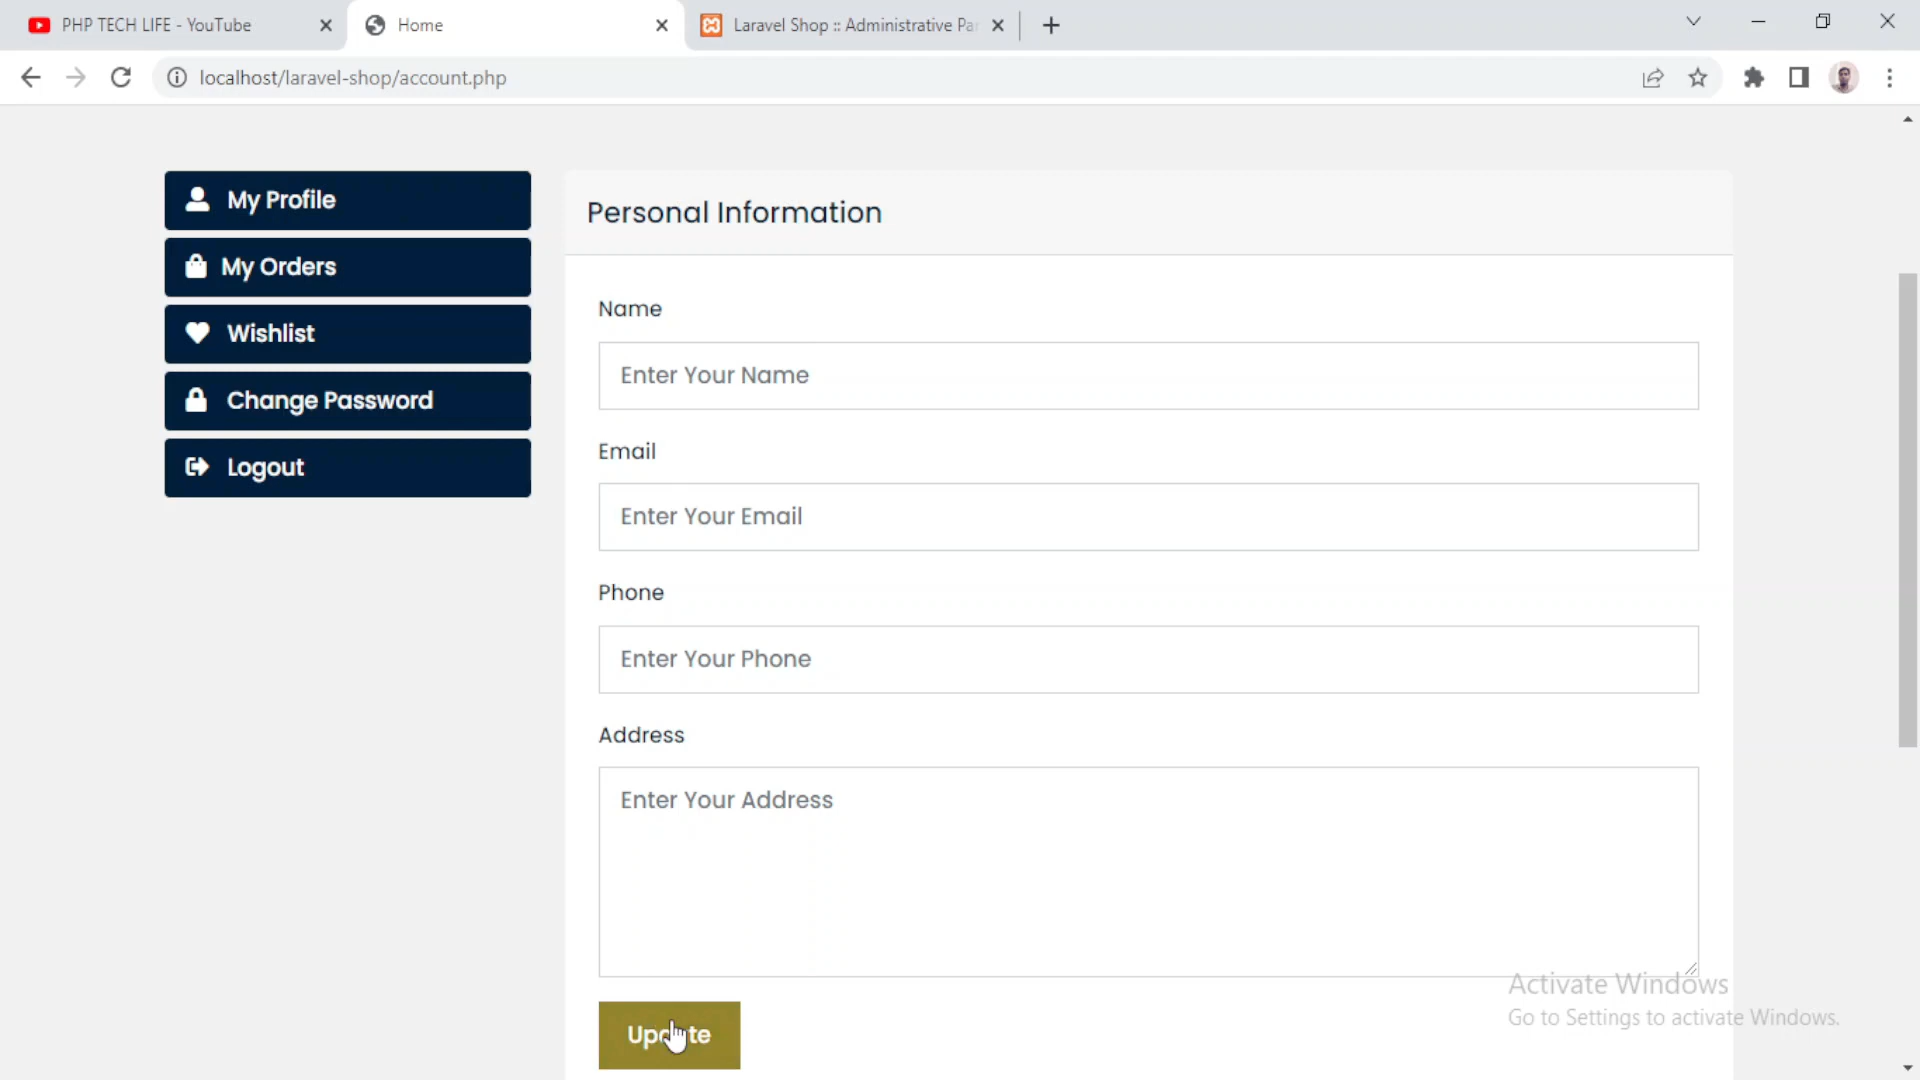 PHP TECH LIFE - YouTube
Home
Laravel Shop :: Administrative Pa
localhost/laravel-shop/account.php
My Profile
My Orders
Wishlist
Change Password
Logout
Personal Information
Name
Enter Your Name
Email
Enter Your Email
Phone
Enter Your Phone
Address
Enter Your Address
Update
Activate Windows
Go to Settings to activate Windows.